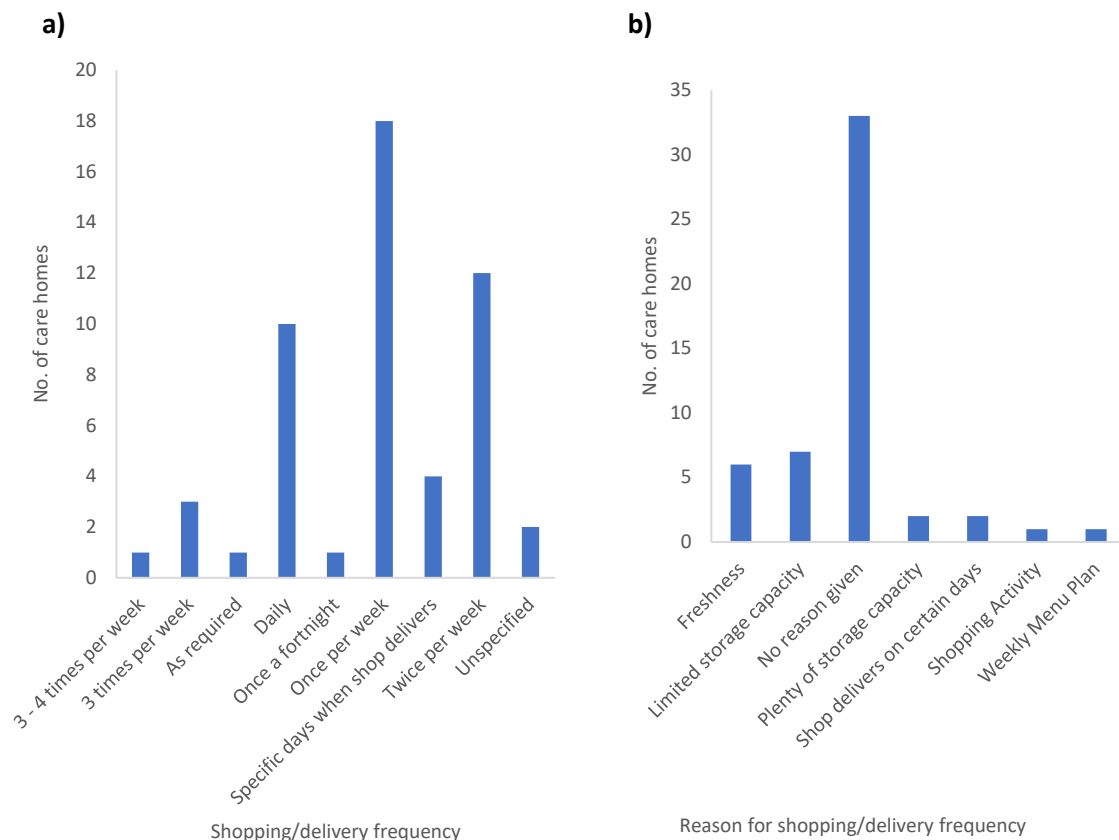 a)
20
18
16
14
12
10
8
6
4
2
0
No. of care homes
3 - 4 times per week
3 times per week
As required
Daily
Once a fortnight
Once per week
Specific days when shop delivers
Twice per week
Unspecified
Shopping/delivery frequency
b)
35
30
25
20
15
10
5
0
No. of care homes
Freshness
Limited storage capacity
No reason given
Plenty of storage capacity
Shop delivers on certain days
Shopping Activity
Weekly Menu Plan
Reason for shopping/delivery frequency